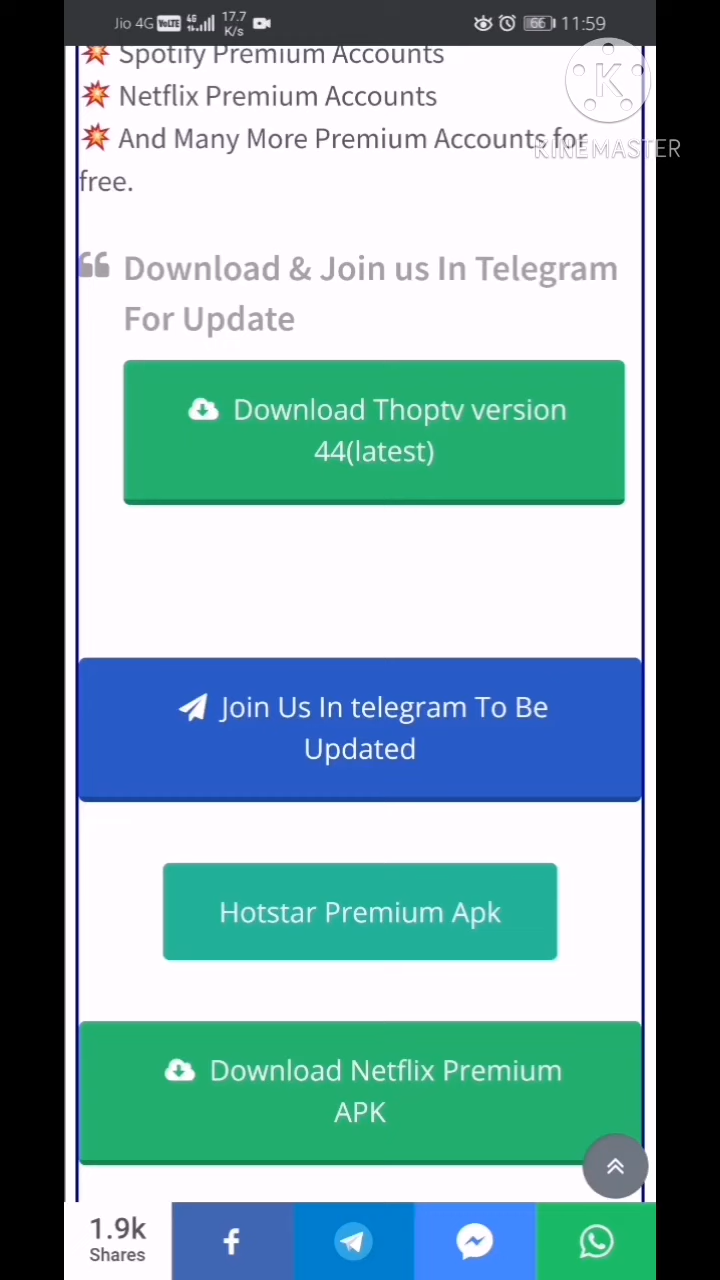 Jio 4G VoLTE 4G 17.7 K/s 66 11:59
Spotify Premium Accounts
Netflix Premium Accounts
And Many More Premium Accounts for
free.
K
KINEMASTER
Download & Join us In Telegram
For Update
Download Thoptv version
44(latest)
Join Us In telegram To Be
Updated
Hotstar Premium Apk
Download Netflix Premium
APK
1.9k
Shares